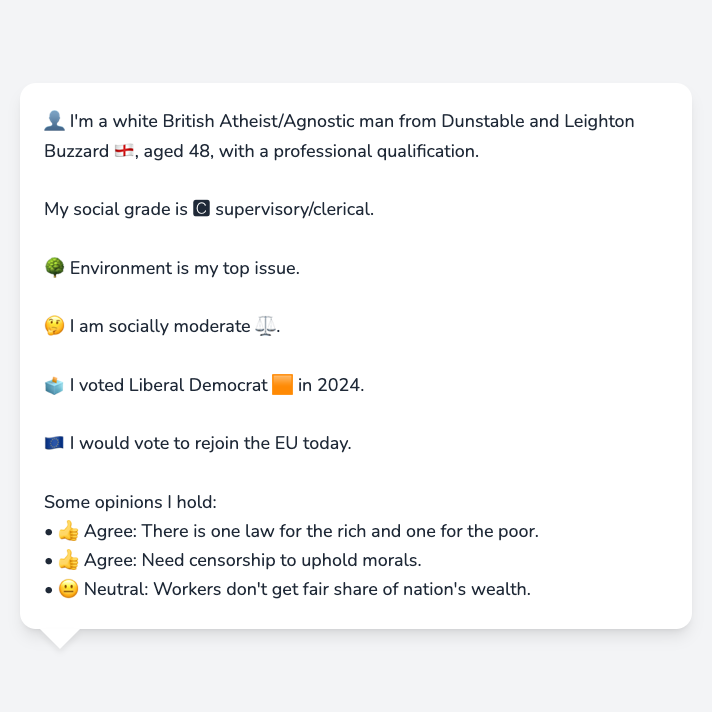 👤 I'm a white British Atheist/Agnostic man from Dunstable and Leighton
Buzzard 🏴󠁧󠁢󠁥󠁮󠁧󠁿, aged 48, with a professional qualification.
My social grade is 🅲 supervisory/clerical.
🌳 Environment is my top issue.
🤔 I am socially moderate ⚖️.
🗳️ I voted Liberal Democrat 🟧 in 2024.
🇪🇺 I would vote to rejoin the EU today.
Some opinions I hold:
• 👍 Agree: There is one law for the rich and one for the poor.
• 👍 Agree: Need censorship to uphold morals.
• 😐 Neutral: Workers don't get fair share of nation's wealth.